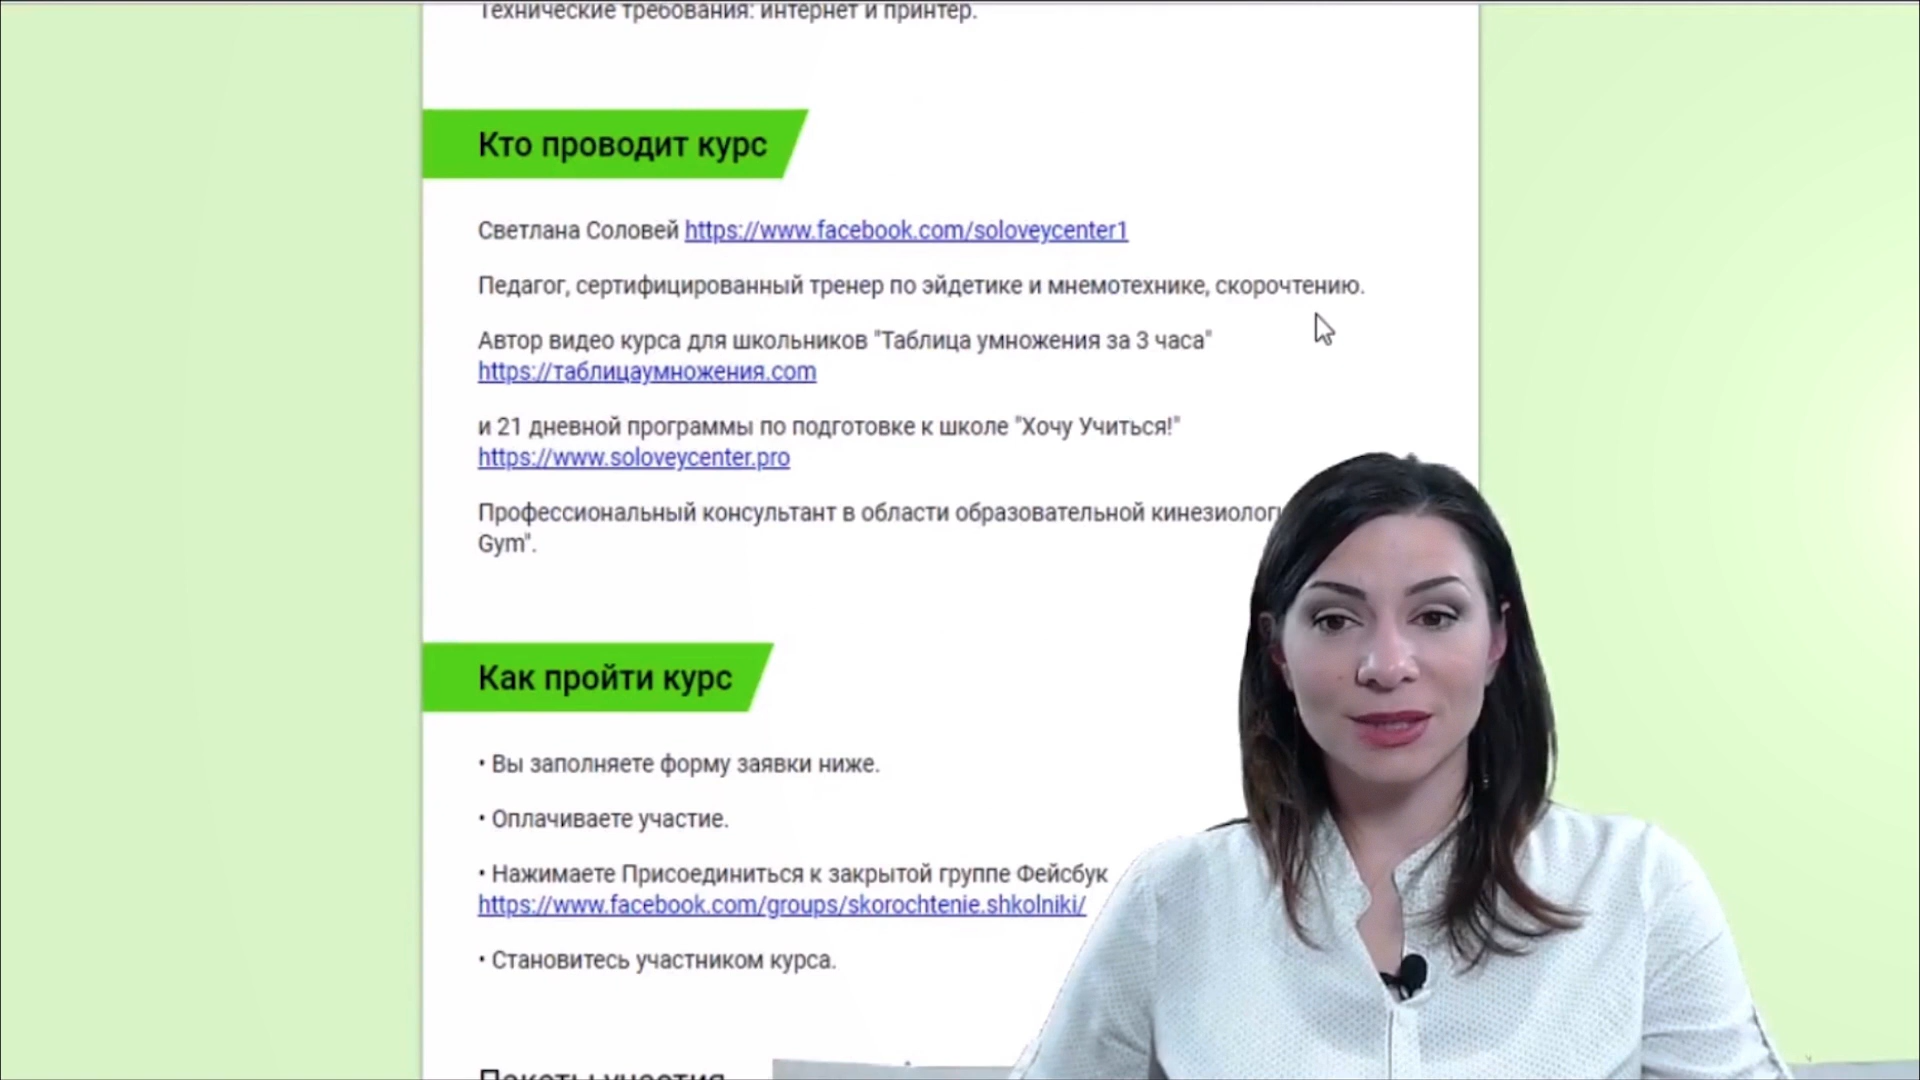 Технические требования: интернет и принтер.
Кто проводит курс
Светлана Соловей https://www.facebook.com/soloveycenter1
Педагог, сертифицированный тренер по эйдетике и мнемотехнике, скорочтению.
Автор видео курса для школьников "Таблица умножения за 3 часа"
https://таблицаумножения.com
и 21 дневной программы по подготовке к школе "Хочу Учиться!"
https://www.soloveycenter.pro
Профессиональный консультант в области образовательной
Gym".
Как пройти курс
• Вы заполняете форму заявки ниже.
• Оплачиваете участие.
• Нажимаете Присоединиться к закрытой группе Фейсбук
https://www.facebook.com/groups/skorochtenie.shkolniki/
• Становитесь участником курса.
Пакеты участия